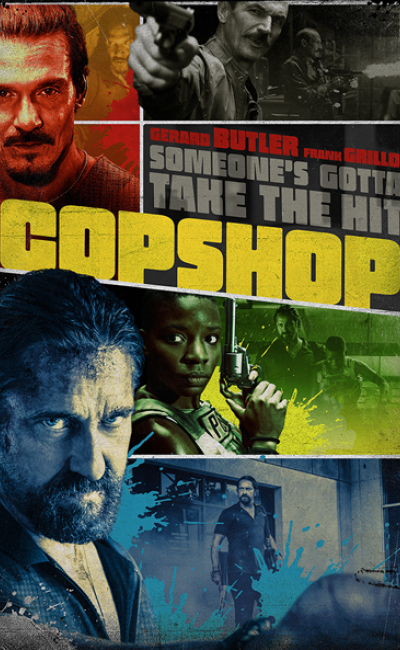 GERARD BUTLER FRANK GRILLO
SOMEONE'S GOTTA
TAKE THE HIT
COPSHOP